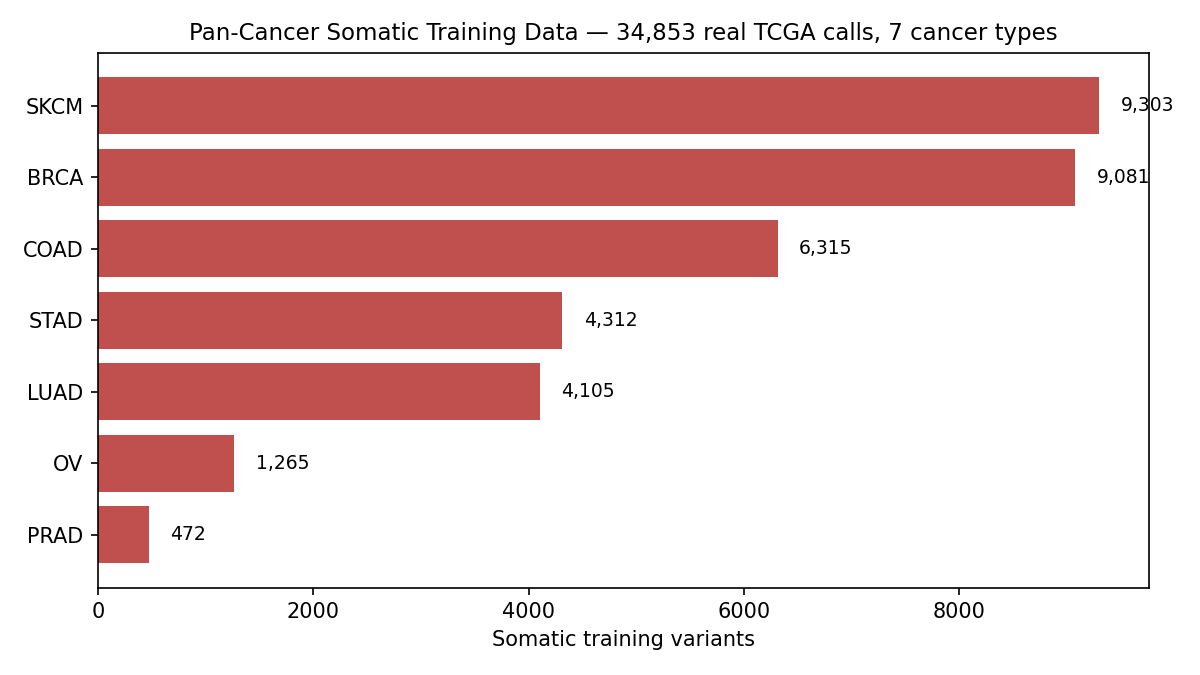 Pan-Cancer Somatic Training Data — 34,853 real TCGA calls, 7 cancer types
SKCM 9,303
BRCA 9,081
COAD 6,315
STAD 4,312
LUAD 4,105
OV 1,265
PRAD 472
0 2000 4000 6000 8000
Somatic training variants